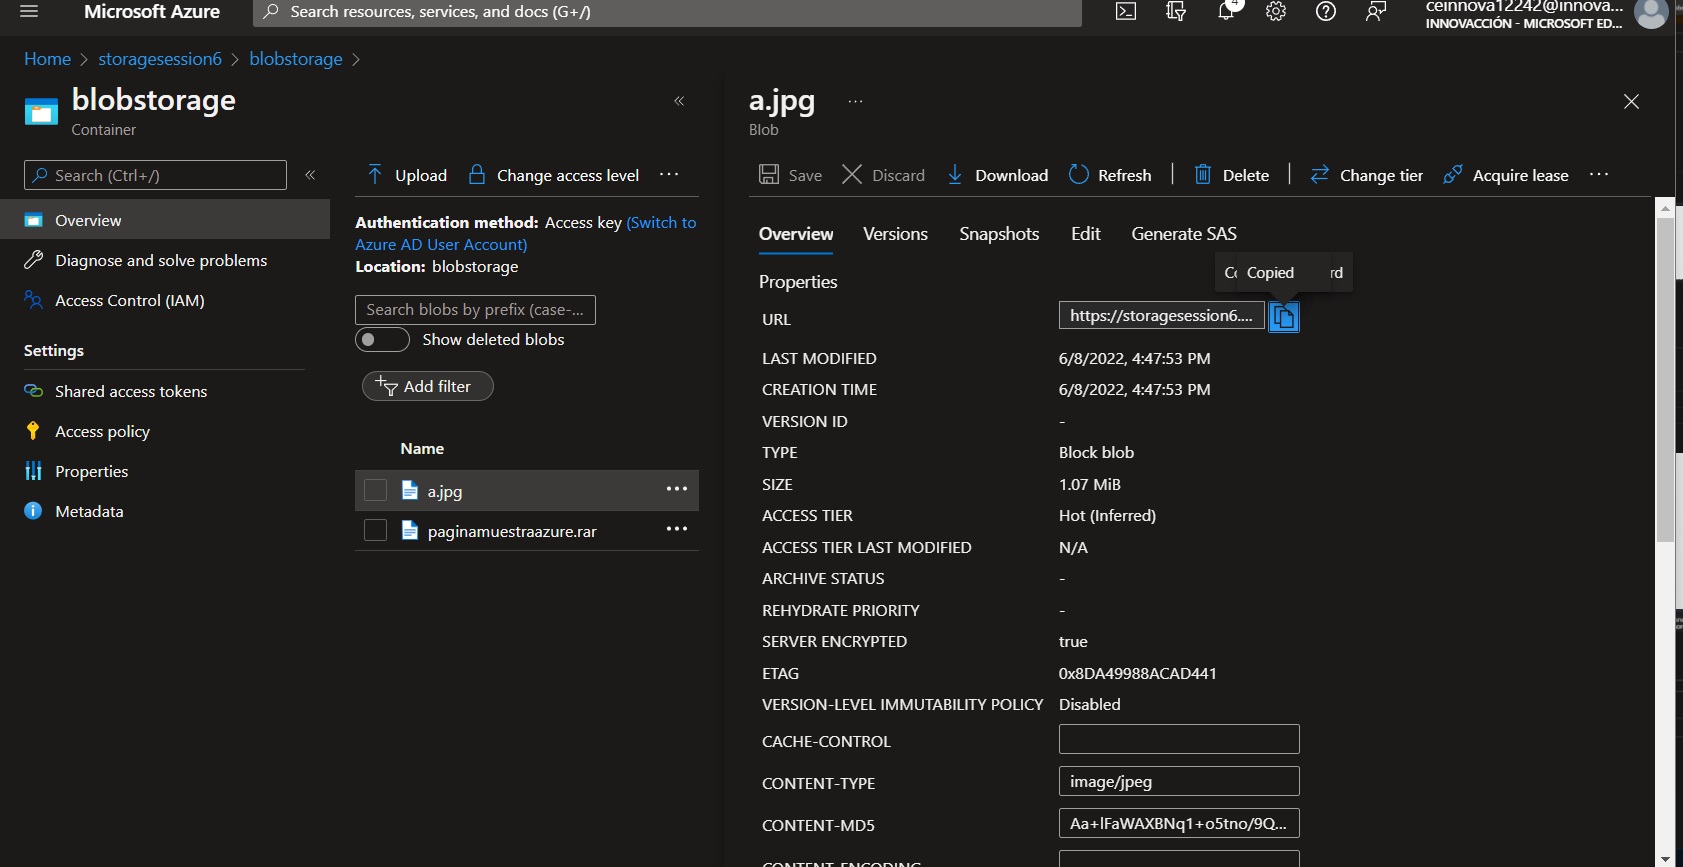 Microsoft Azure
Search resources, services, and docs (G+/)
4
ceinnova12242@innova...
INNOVACCIÓN - MICROSOFT ED...
Home > storagesession6 > blobstorage >
blobstorage
Container
Search (Ctrl+/)
Overview
Diagnose and solve problems
Access Control (IAM)
Settings
Shared access tokens
Access policy
Properties
Metadata
Upload
Change access level
Authentication method: Access key (Switch to
Azure AD User Account)
Location: blobstorage
Search blobs by prefix (case-...
Show deleted blobs
Add filter
Name
a.jpg
paginamuestraazure.rar
a.jpg
Blob
Save Discard Download Refresh Delete Change tier Acquire lease
Overview Versions Snapshots Edit Generate SAS
Copied
Properties
URL https://storagesession6....
LAST MODIFIED 6/8/2022, 4:47:53 PM
CREATION TIME 6/8/2022, 4:47:53 PM
VERSION ID -
TYPE Block blob
SIZE 1.07 MiB
ACCESS TIER Hot (Inferred)
ACCESS TIER LAST MODIFIED N/A
ARCHIVE STATUS -
REHYDRATE PRIORITY -
SERVER ENCRYPTED true
ETAG 0x8DA49988ACAD441
VERSION-LEVEL IMMUTABILITY POLICY Disabled
CACHE-CONTROL
CONTENT-TYPE image/jpeg
CONTENT-MD5 Aa+lFaWAXBNq1+o5tno/9Q...
CONTENT-ENCODING